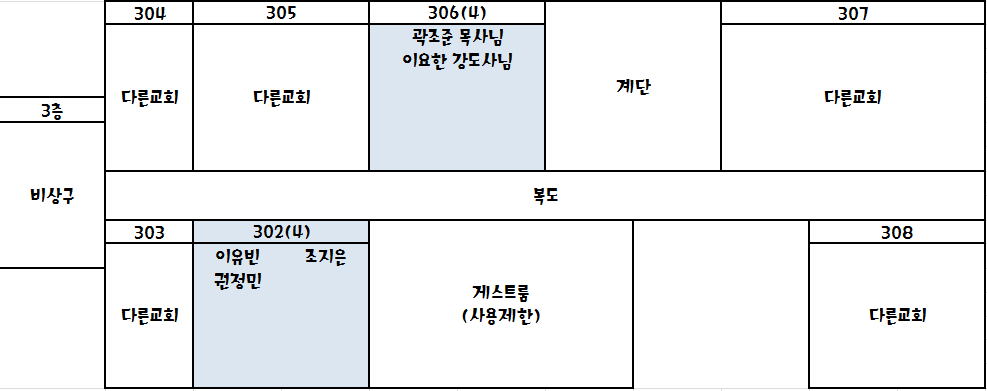 304
305
306(4)
307
곽조준 목사님
이요한 강도사님
다른교회
다른교회
계단
다른교회
3층
비상구
복도
303
302(4)
308
이유빈 조지은
권정민
다른교회
게스트룸
(사용제한)
다른교회